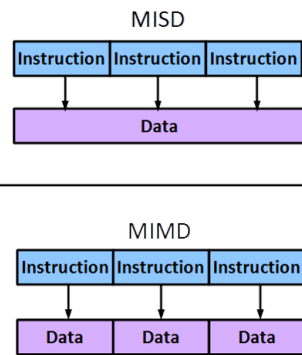 MISD
Instruction Instruction Instruction
Data
MIMD
Instruction Instruction Instruction
Data Data Data